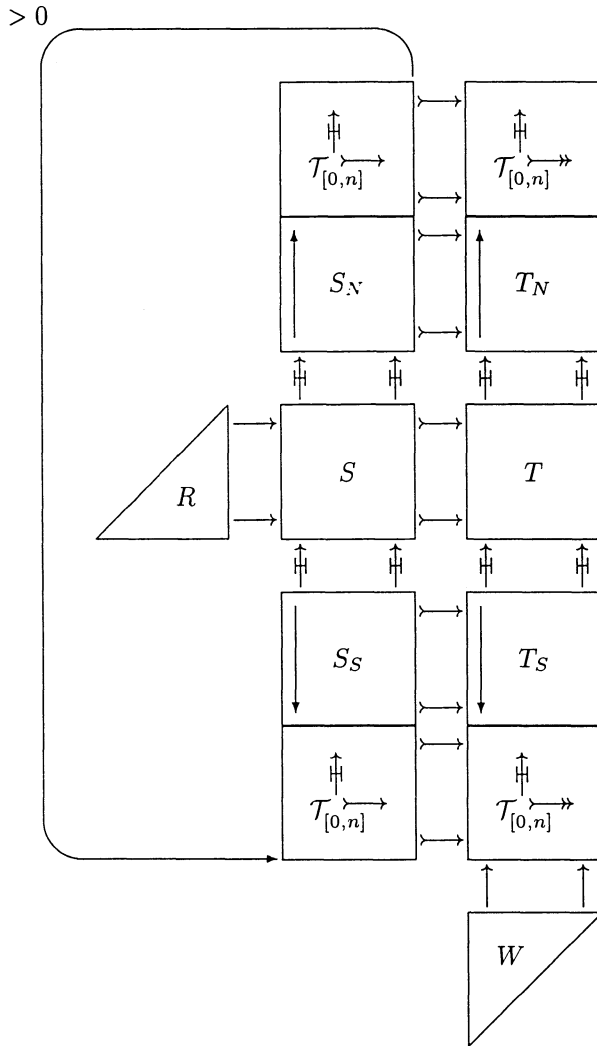 > 0
𝒯[0,n] 𝒯[0,n]
S_N T_N
R S T
S_S T_S
𝒯[0,n] 𝒯[0,n]
W